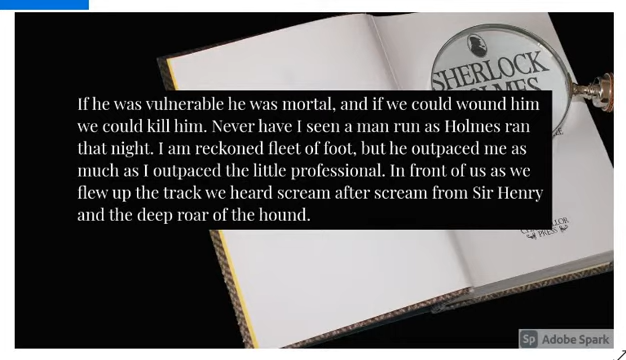 SHERLOCK
HOLMES
If he was vulnerable he was mortal, and if we could wound him
we could kill him. Never have I seen a man run as Holmes ran
that night. I am reckoned fleet of foot, but he outpaced me as
much as I outpaced the little professional. In front of us as we
flew up the track we heard scream after scream from Sir Henry
and the deep roar of the hound.
PRESS
Sp Adobe Spark